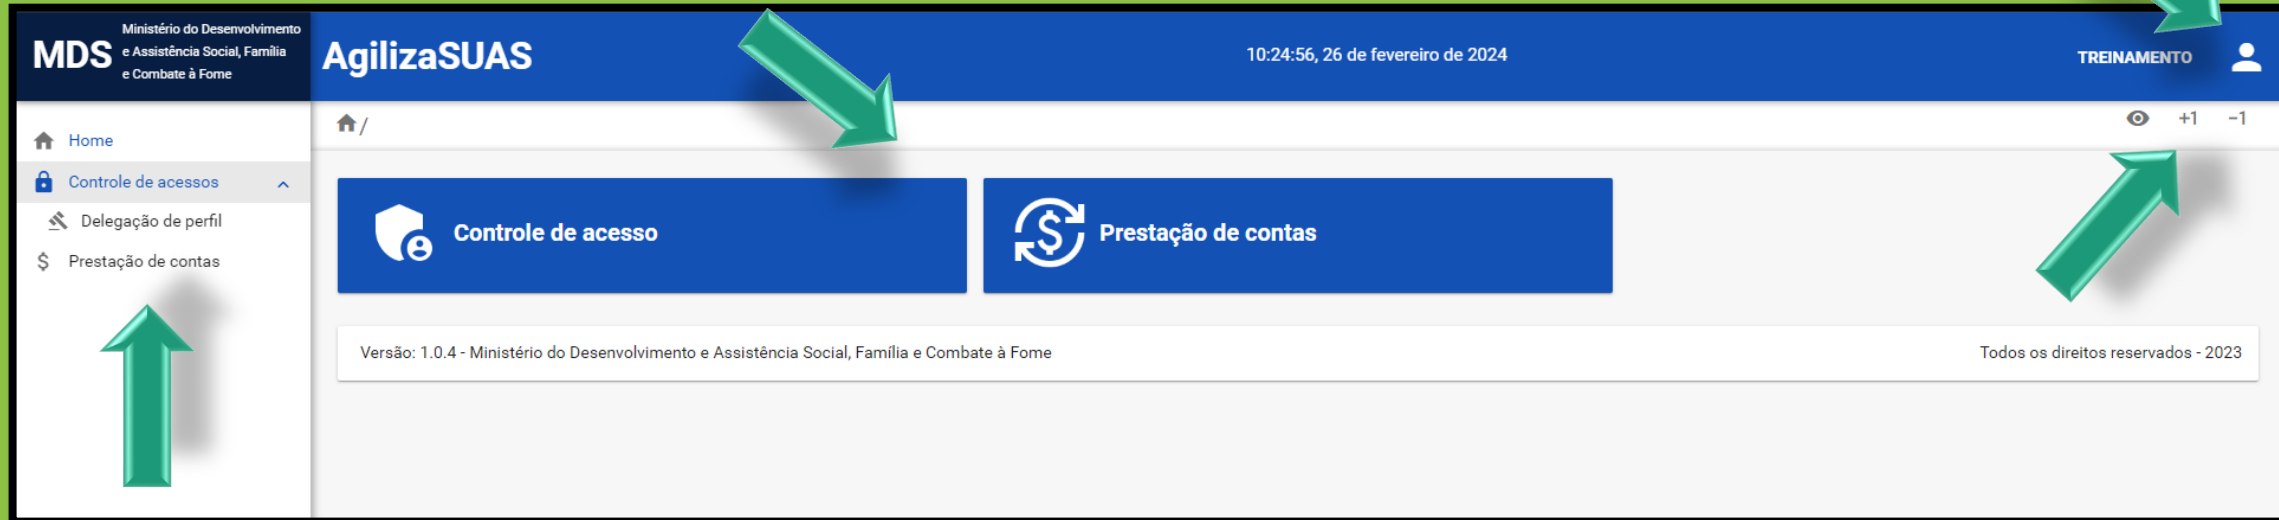 MDS
Ministério do Desenvolvimento
e Assistência Social, Família
e Combate à Fome
AgilizaSUAS
10:24:56, 26 de fevereiro de 2024
TREINAMENTO
/
+1 -1
Home
Controle de acessos
Delegação de perfil
$ Prestação de contas
Controle de acesso
$ Prestação de contas
Versão: 1.0.4 - Ministério do Desenvolvimento e Assistência Social, Família e Combate à Fome
Todos os direitos reservados - 2023